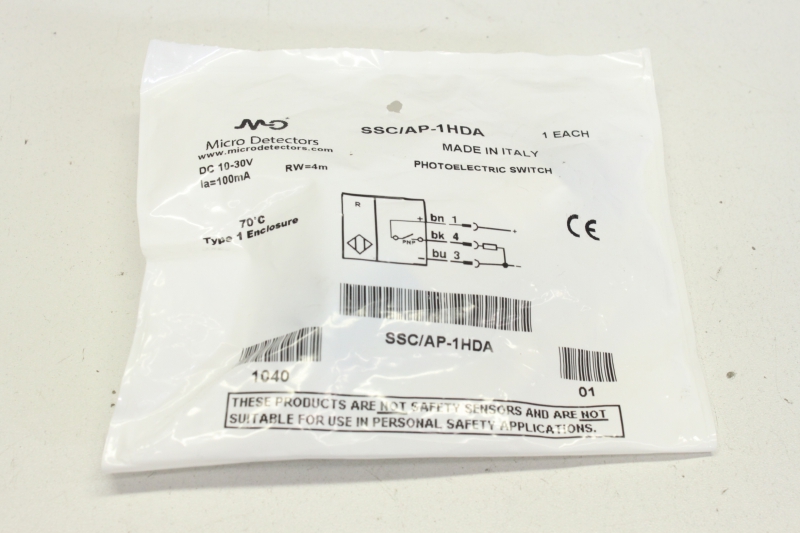 MD
Micro Detectors
www.microdetectors.com
DC 10-30V
Ia=100mA
RW=4m
70°C
Type 1 Enclosure
SSC/AP-1HDA
1 EACH
MADE IN ITALY
PHOTOELECTRIC SWITCH
R
PNP
+ bn 1 +
bk 4
− bu 3 −
CE
SSC/AP-1HDA
1040
01
THESE PRODUCTS ARE NOT SAFETY SENSORS AND ARE NOT
SUITABLE FOR USE IN PERSONAL SAFETY APPLICATIONS.